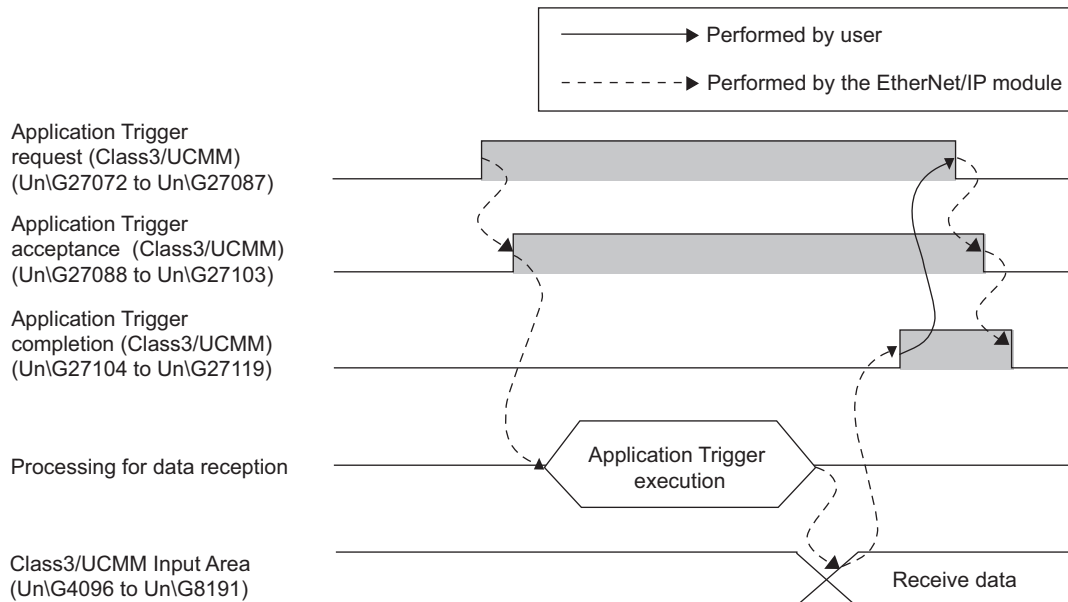 Performed by user
Performed by the EtherNet/IP module
Application Trigger
request (Class3/UCMM)
(Un\G27072 to Un\G27087)
Application Trigger
acceptance (Class3/UCMM)
(Un\G27088 to Un\G27103)
Application Trigger
completion (Class3/UCMM)
(Un\G27104 to Un\G27119)
Processing for data reception
Application Trigger
execution
Class3/UCMM Input Area
(Un\G4096 to Un\G8191)
Receive data